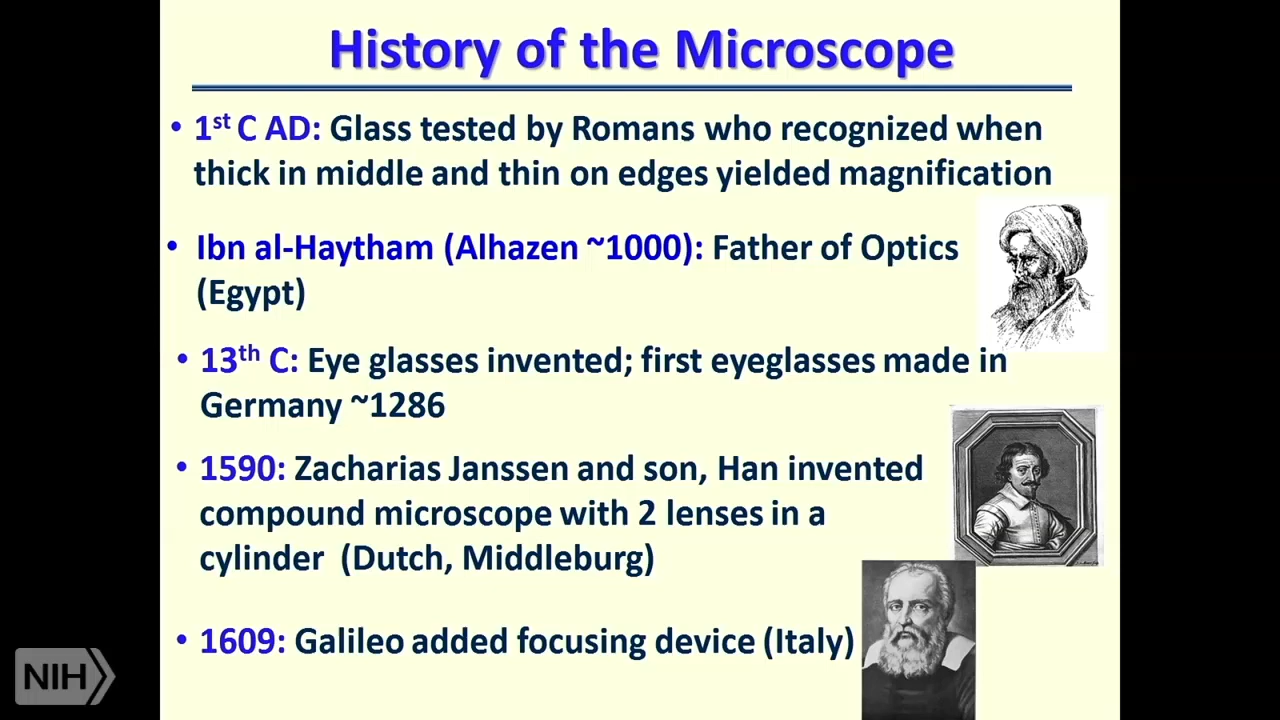 History of the Microscope
• 1st C AD: Glass tested by Romans who recognized when
thick in middle and thin on edges yielded magnification
• Ibn al-Haytham (Alhazen ~1000): Father of Optics
(Egypt)
• 13th C: Eye glasses invented; first eyeglasses made in
Germany ~1286
• 1590: Zacharias Janssen and son, Han invented
compound microscope with 2 lenses in a
cylinder (Dutch, Middleburg)
• 1609: Galileo added focusing device (Italy)
NIH